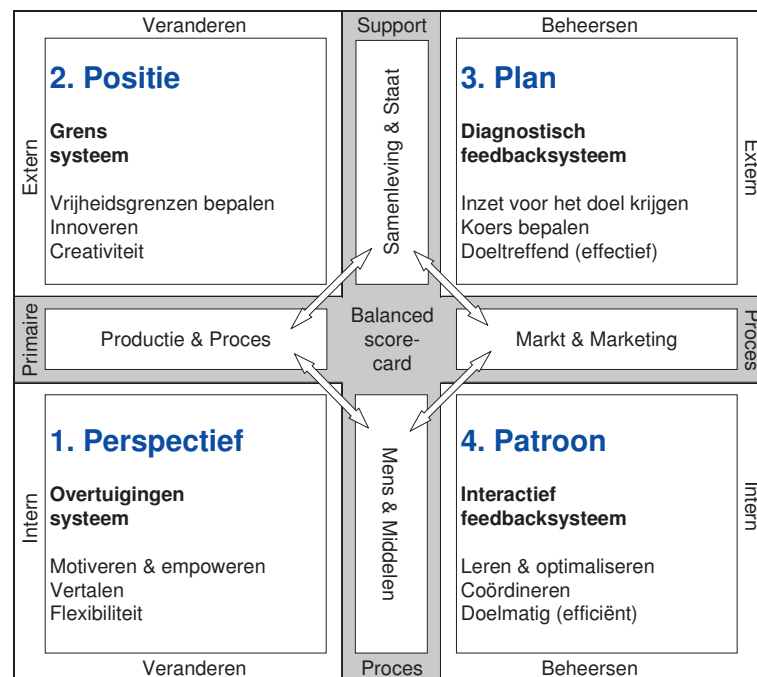 Veranderen
Support
Beheersen
Extern
2. Positie
Grens
systeem
Vrijheidsgrenzen bepalen
Innoveren
Creativiteit
Samenleving & Staat
3. Plan
Diagnostisch
feedbacksysteem
Inzet voor het doel krijgen
Koers bepalen
Doeltreffend (effectief)
Extern
Primaire
Productie & Proces
Balanced
score-
card
Markt & Marketing
Proces
Intern
1. Perspectief
Overtuigingen
systeem
Motiveren & empoweren
Vertalen
Flexibiliteit
Mens & Middelen
4. Patroon
Interactief
feedbacksysteem
Leren & optimaliseren
Coördineren
Doelmatig (efficiënt)
Intern
Veranderen
Proces
Beheersen